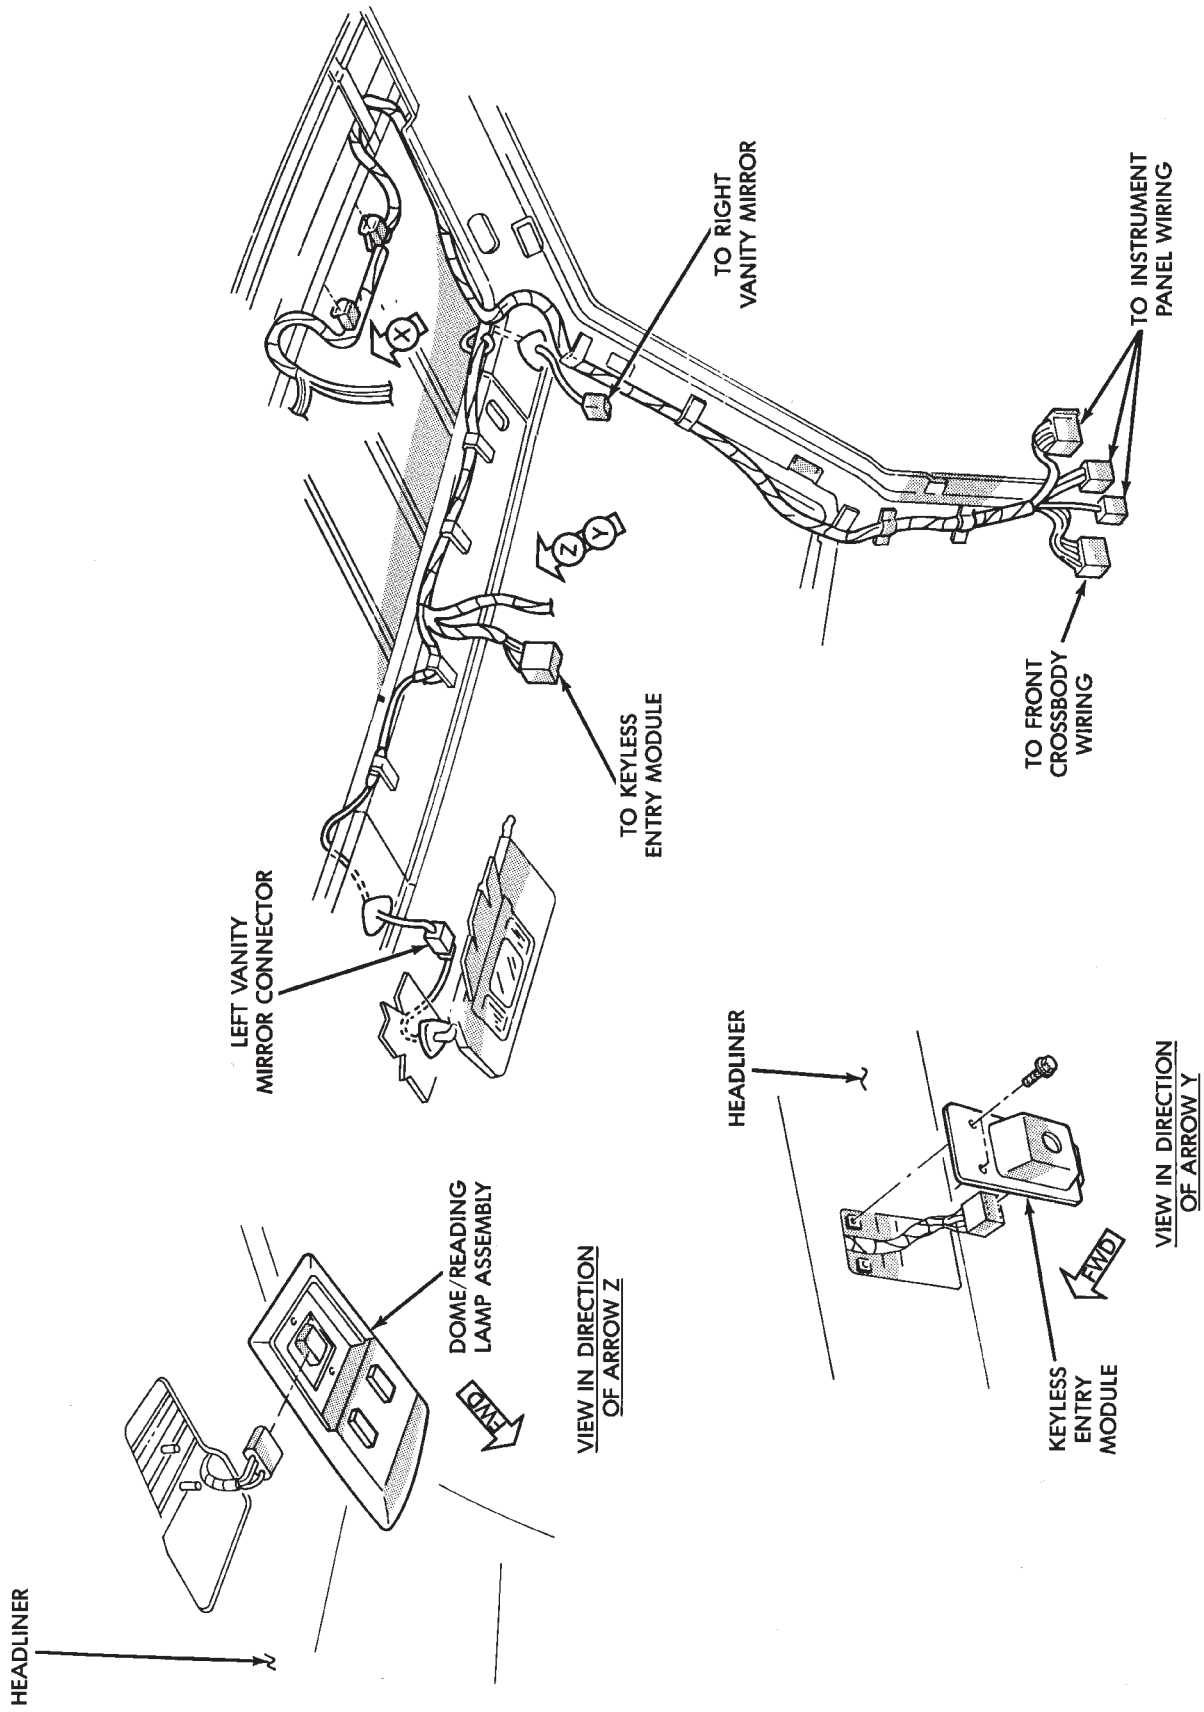 TO RIGHT
VANITY MIRROR
TO INSTRUMENT
PANEL WIRING
X
Z
Y
TO KEYLESS
ENTRY MODULE
TO FRONT
CROSSBODY
WIRING
LEFT VANITY
MIRROR CONNECTOR
HEADLINER
DOME/READING
LAMP ASSEMBLY
FWD
VIEW IN DIRECTION
OF ARROW Z
HEADLINER
KEYLESS
ENTRY
MODULE
FWD
VIEW IN DIRECTION
OF ARROW Y